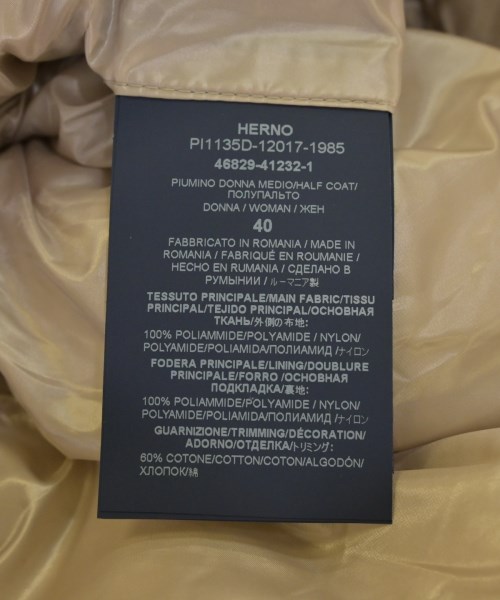 HERNO
PI1135D-12017-1985
46829-41232-1
PIUMINO DONNA MEDIO/HALF COAT/
ПОЛУПАЛЬТО
DONNA / WOMAN / ЖЕН
40
FABBRICATO IN ROMANIA / MADE IN
ROMANIA / FABRIQUÉ EN ROUMANIE /
HECHO EN RUMANIA / СДЕЛАНО В
РУМЫНИИ / ルーマニア製
TESSUTO PRINCIPALE/MAIN FABRIC/TISSU
PRINCIPAL/TEJIDO PRINCIPAL/ОСНОВНАЯ
ТКАНЬ/外側の布地:
100% POLIAMMIDE/POLYAMIDE / NYLON/
POLYAMIDE/POLIAMIDA/ПОЛИАМИД /ナイロン
FODERA PRINCIPALE/LINING/DOUBLURE
PRINCIPALE/FORRO /ОСНОВНАЯ
ПОДКЛАДКА/裏地:
100% POLIAMMIDE/POLYAMIDE / NYLON/
POLYAMIDE/POLIAMIDA/ПОЛИАМИД /ナイロン
GUARNIZIONE/TRIMMING/DÉCORATION/
ADORNO/ОТДЕЛКА/トリミング:
60% COTONE/COTTON/COTON/ALGODÓN/
ХЛОПОК/綿